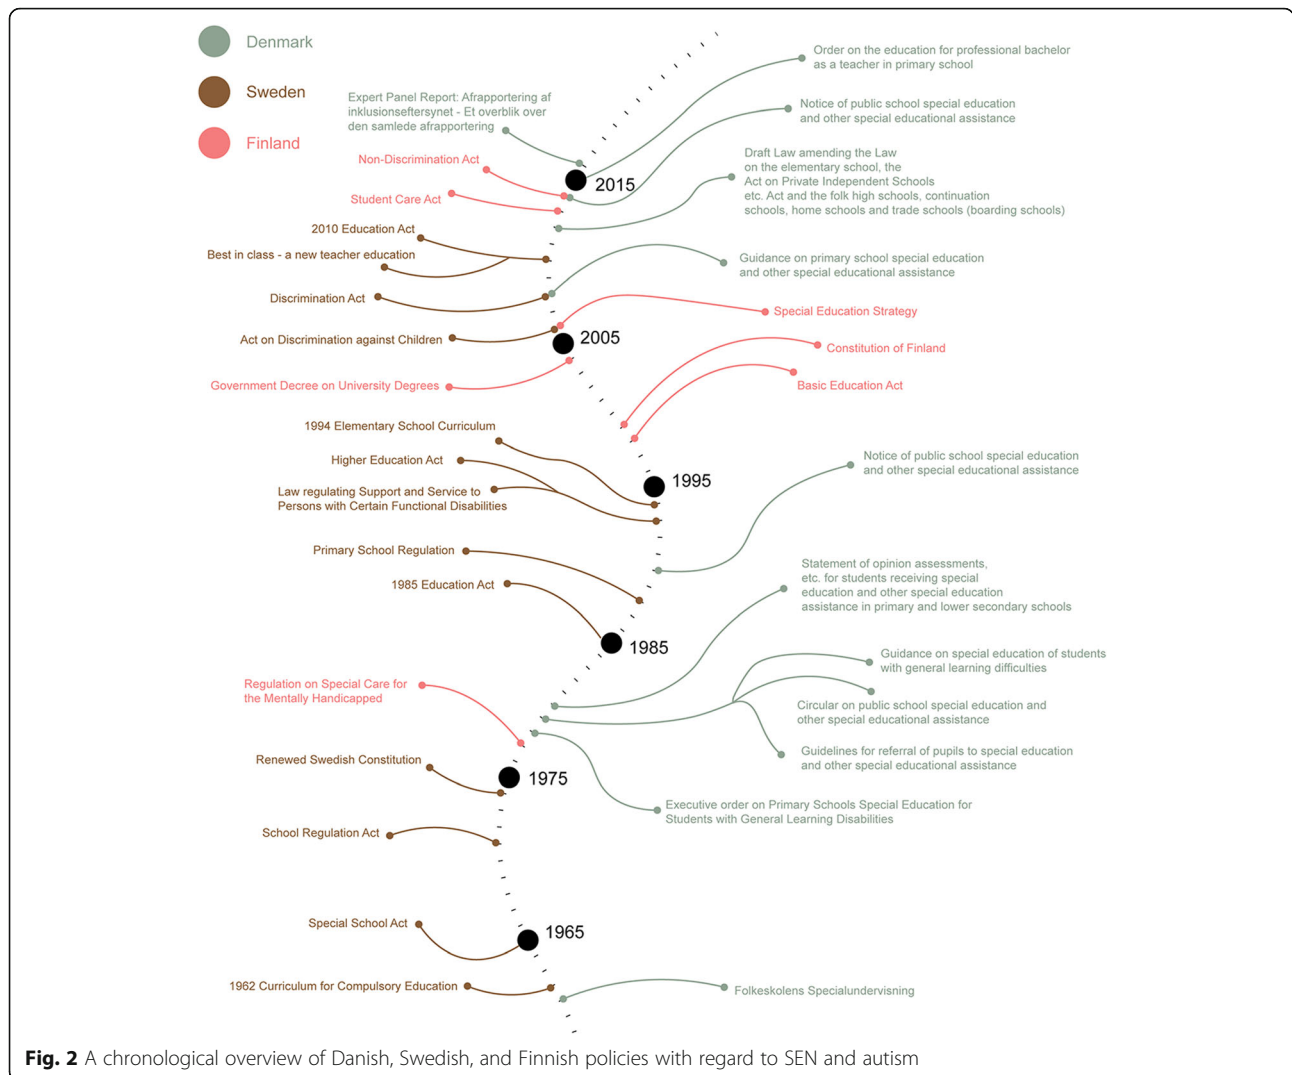 Denmark
Sweden
Finland
Order on the education for professional bachelor
as a teacher in primary school
Expert Panel Report: Afrapportering af
inklusionseftersynet - Et overblik over
den samlede afrapportering
Notice of public school special education
and other special educational assistance
Non-Discrimination Act
Student Care Act
2015
Draft Law amending the Law
on the elementary school, the
Act on Private Independent Schools
etc. Act and the folk high schools, continuation
schools, home schools and trade schools (boarding schools)
2010 Education Act
Best in class - a new teacher education
Guidance on primary school special education
and other special educational assistance
Discrimination Act
Special Education Strategy
Act on Discrimination against Children
2005
Constitution of Finland
Government Decree on University Degrees
Basic Education Act
1994 Elementary School Curriculum
Higher Education Act
Law regulating Support and Service to
Persons with Certain Functional Disabilities
1995
Notice of public school special education
and other special educational assistance
Primary School Regulation
1985 Education Act
Statement of opinion assessments,
etc. for students receiving special
education and other special education
assistance in primary and lower secondary schools
1985
Guidance on special education of students
with general learning difficulties
Regulation on Special Care for
the Mentally Handicapped
Circular on public school special education and
other special educational assistance
Guidelines for referral of pupils to special education
and other special educational assistance
Renewed Swedish Constitution
1975
Executive order on Primary Schools Special Education for
Students with General Learning Disabilities
School Regulation Act
Special School Act
1965
1962 Curriculum for Compulsory Education
Folkeskolens Specialundervisning
Fig. 2 A chronological overview of Danish, Swedish, and Finnish policies with regard to SEN and autism